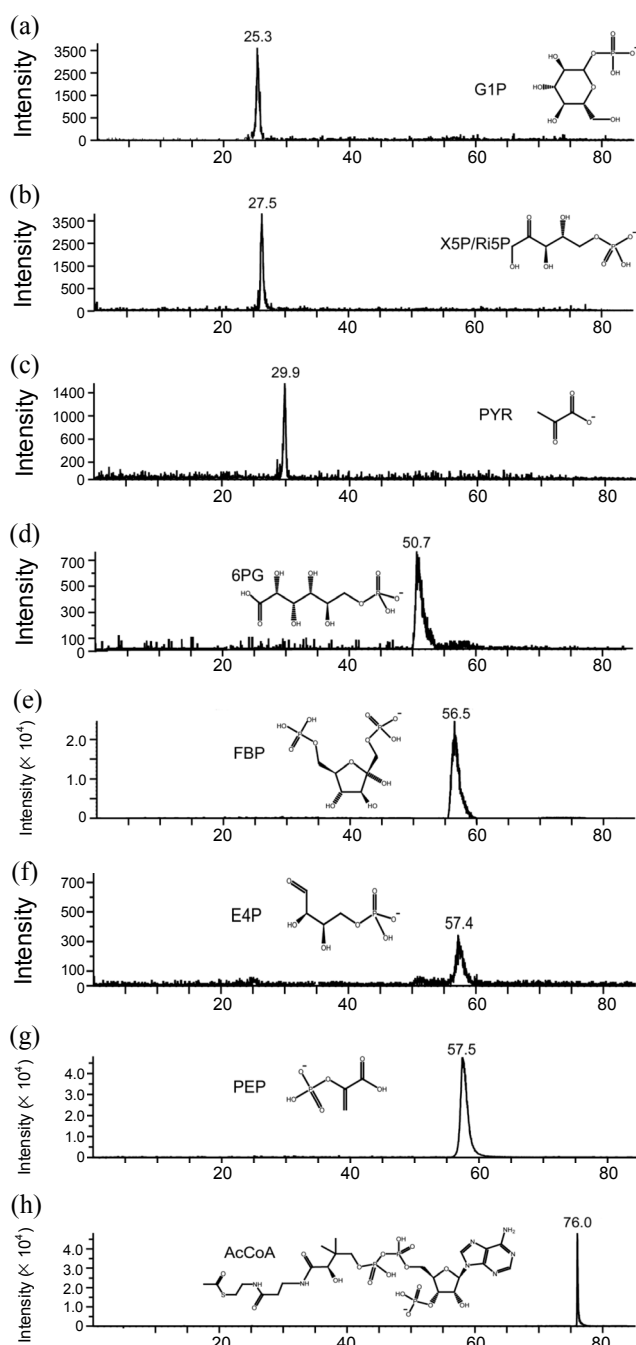 (a)
25.3
Intensity
3500
2500
1500
500
0
G1P
20 40 60 80
(b)
27.5
Intensity
3500
2500
1500
500
0
X5P/Ri5P
20 40 60 80
(c)
29.9
Intensity
1400
1000
600
200
0
PYR
20 40 60 80
(d)
50.7
Intensity
700
500
300
100
0
6PG
20 40 60 80
(e)
56.5
Intensity (× 10⁴)
2.0
1.0
0
FBP
20 40 60 80
(f)
57.4
Intensity
700
500
300
100
0
E4P
20 40 60 80
(g)
57.5
Intensity (× 10⁴)
4.0
3.0
2.0
1.0
0
PEP
20 40 60 80
(h)
76.0
Intensity (× 10⁴)
4.0
3.0
2.0
1.0
0
AcCoA
20 40 60 80